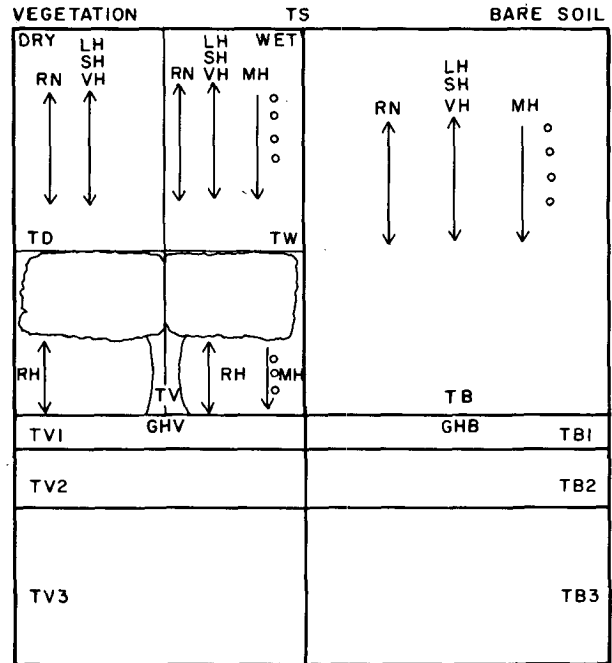 VEGETATION TS BARE SOIL
DRY LH LH WET
SH SH
RN VH RN VH MH
LH
SH
RN VH MH
TD TW
RH RH MH
TV TB
GHV GHB
TV1 TB1
TV2 TB2
TV3 TB3